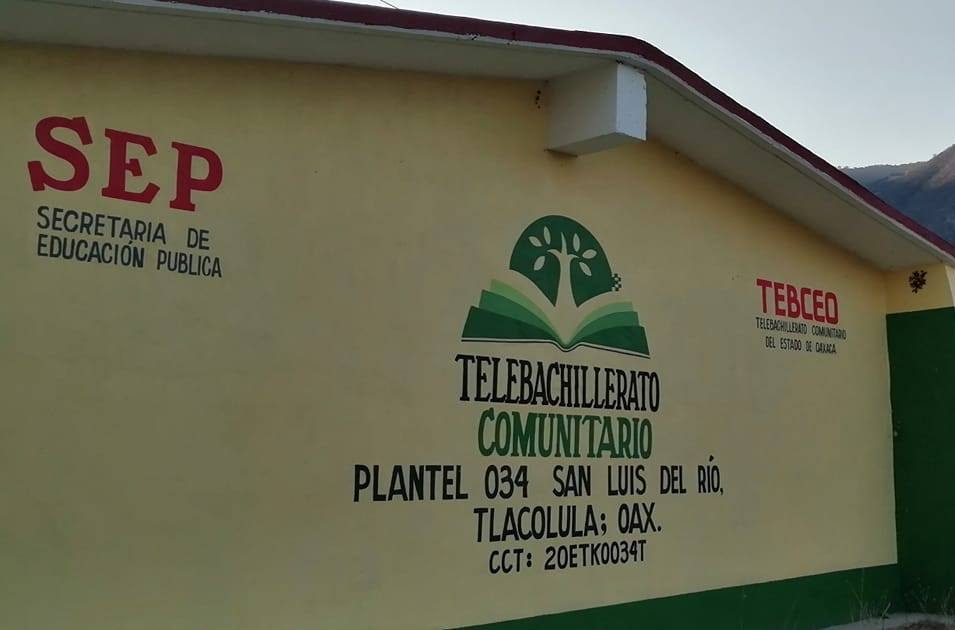 SEP
SECRETARIA DE
EDUCACIÓN PUBLICA
TELEBACHILLERATO
COMUNITARIO
PLANTEL 034 SAN LUIS DEL RÍO,
TLACOLULA; OAX.
CCT: 20ETK0034T
TEBCEO
TELEBACHILLERATO COMUNITARIO
DEL ESTADO DE OAXACA